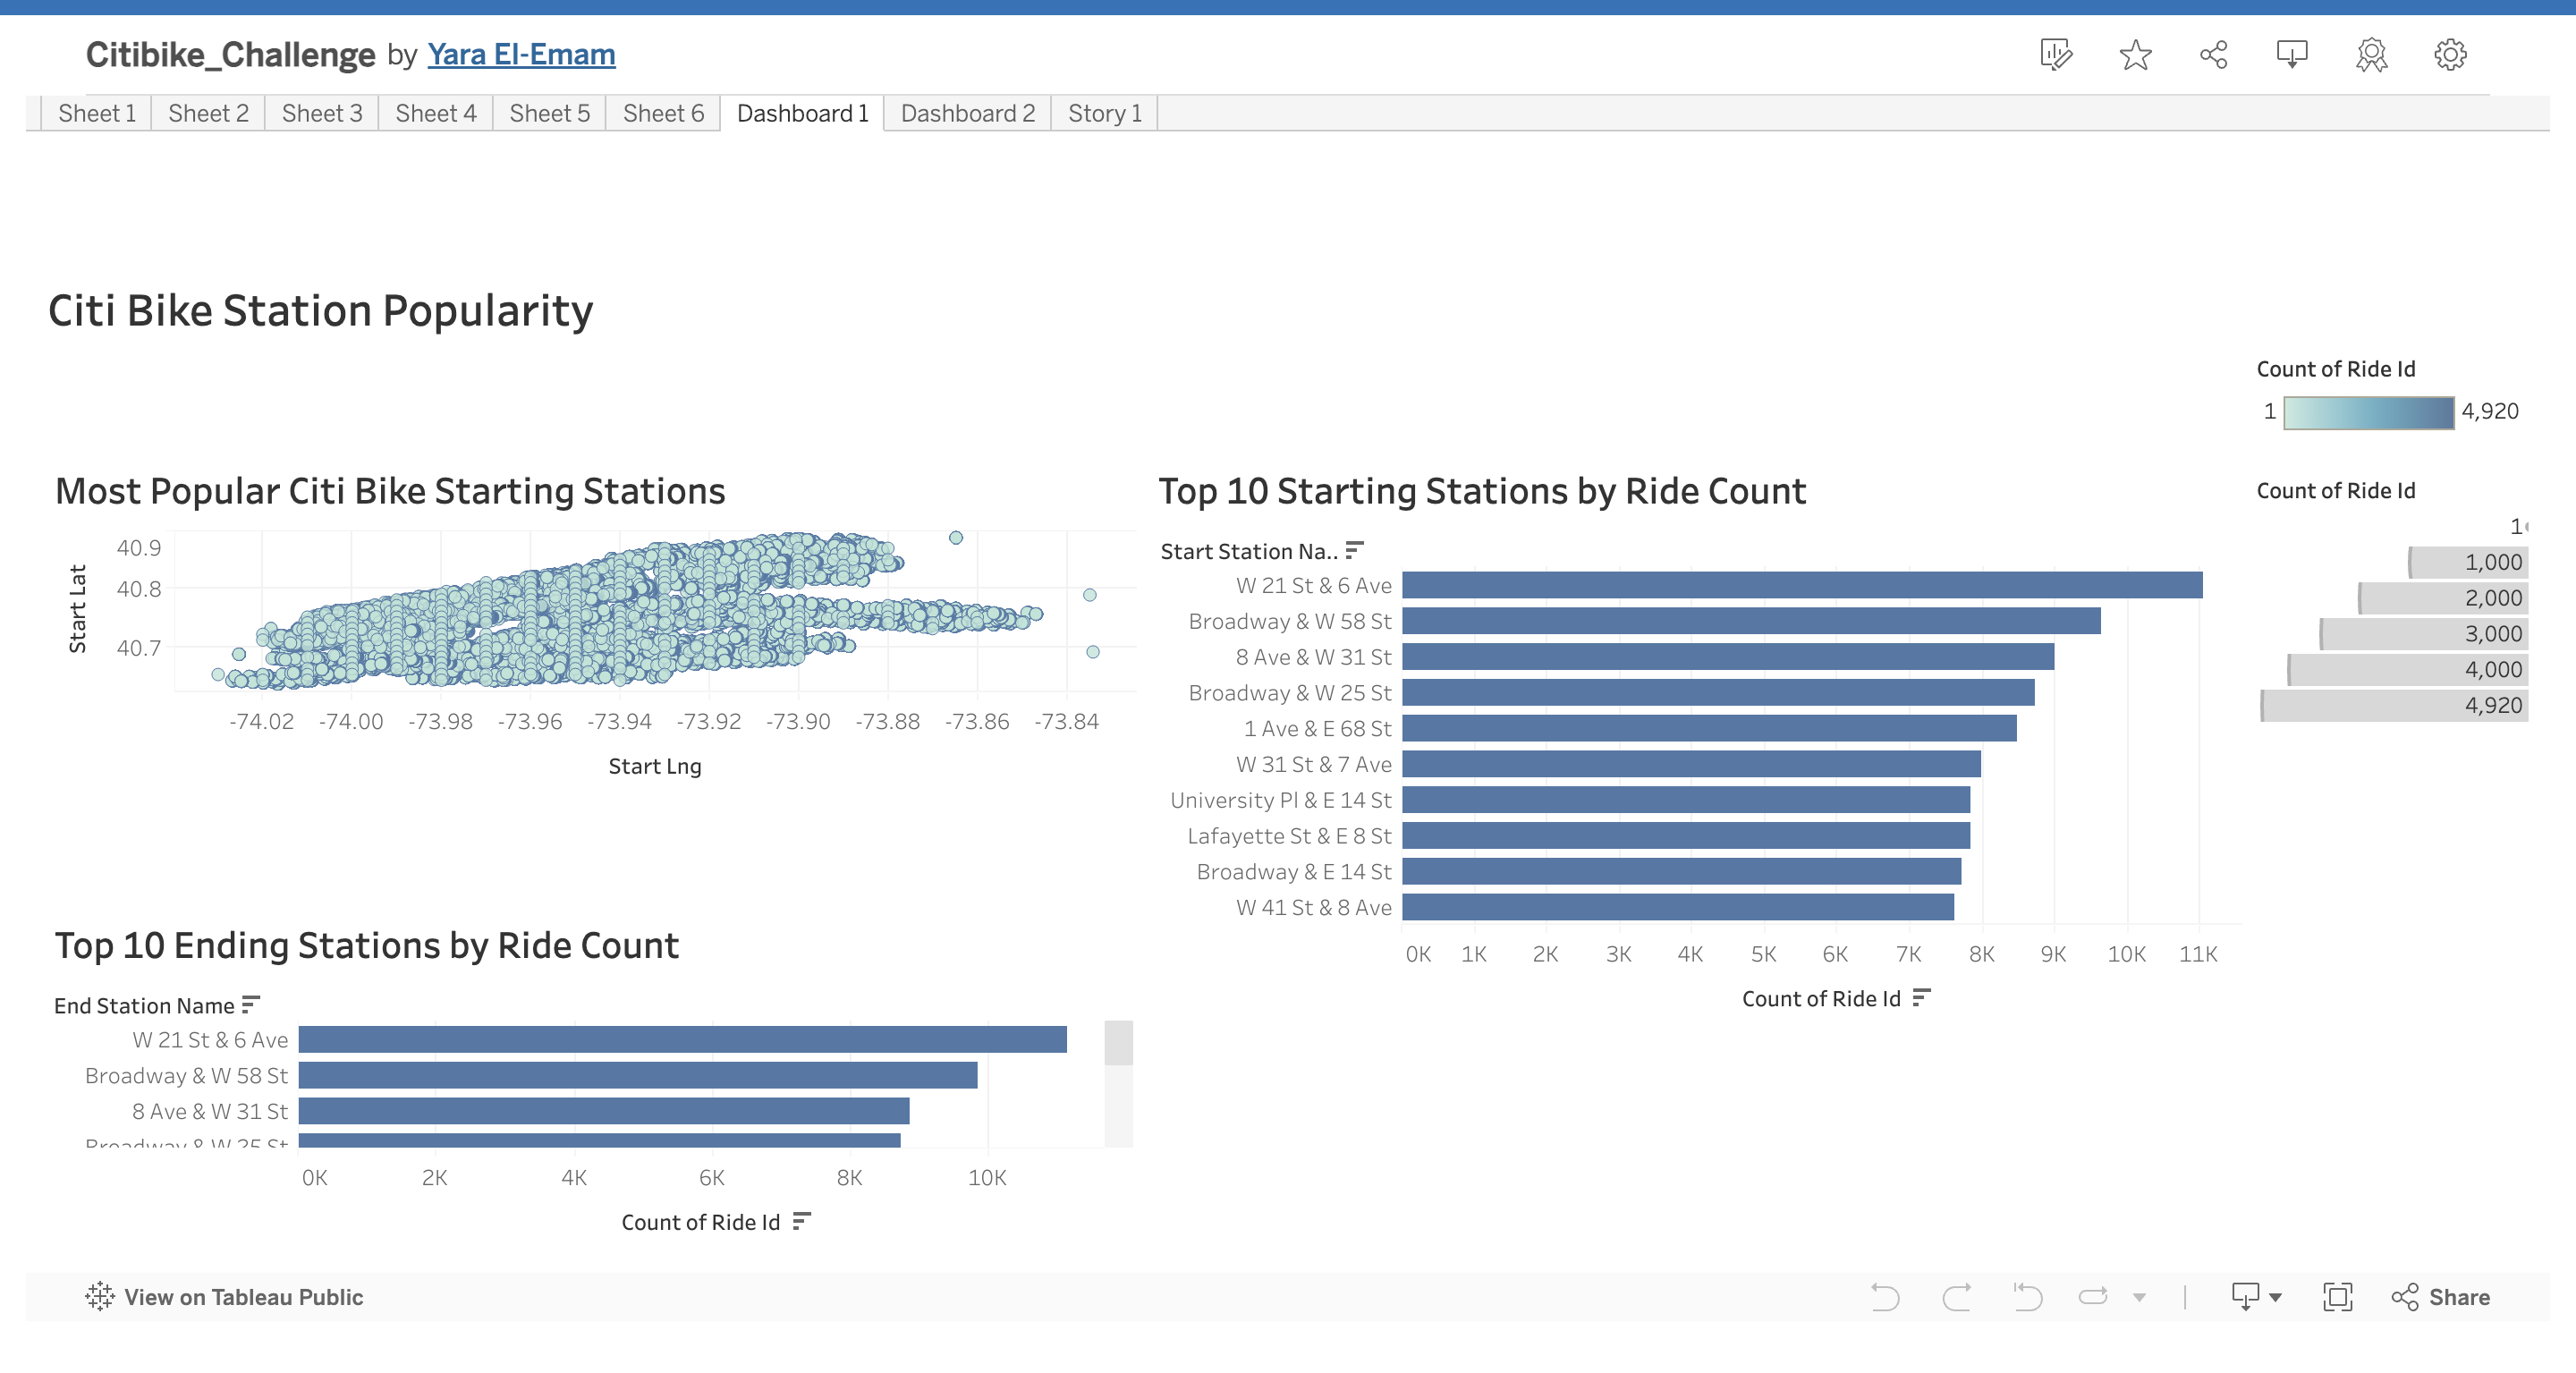 Citibike_Challenge by Yara El-Emam
Sheet 1 Sheet 2 Sheet 3 Sheet 4 Sheet 5 Sheet 6 Dashboard 1 Dashboard 2 Story 1
Citi Bike Station Popularity
Count of Ride Id
1 4,920
Most Popular Citi Bike Starting Stations
Start Lat
40.9
40.8
40.7
-74.02 -74.00 -73.98 -73.96 -73.94 -73.92 -73.90 -73.88 -73.86 -73.84
Start Lng
Top 10 Starting Stations by Ride Count
Start Station Na..
W 21 St & 6 Ave
Broadway & W 58 St
8 Ave & W 31 St
Broadway & W 25 St
1 Ave & E 68 St
W 31 St & 7 Ave
University Pl & E 14 St
Lafayette St & E 8 St
Broadway & E 14 St
W 41 St & 8 Ave
0K 1K 2K 3K 4K 5K 6K 7K 8K 9K 10K 11K
Count of Ride Id
Count of Ride Id
1
1,000
2,000
3,000
4,000
4,920
Top 10 Ending Stations by Ride Count
End Station Name
W 21 St & 6 Ave
Broadway & W 58 St
8 Ave & W 31 St
Broadway & W 25 St
0K 2K 4K 6K 8K 10K
Count of Ride Id
View on Tableau Public
Share